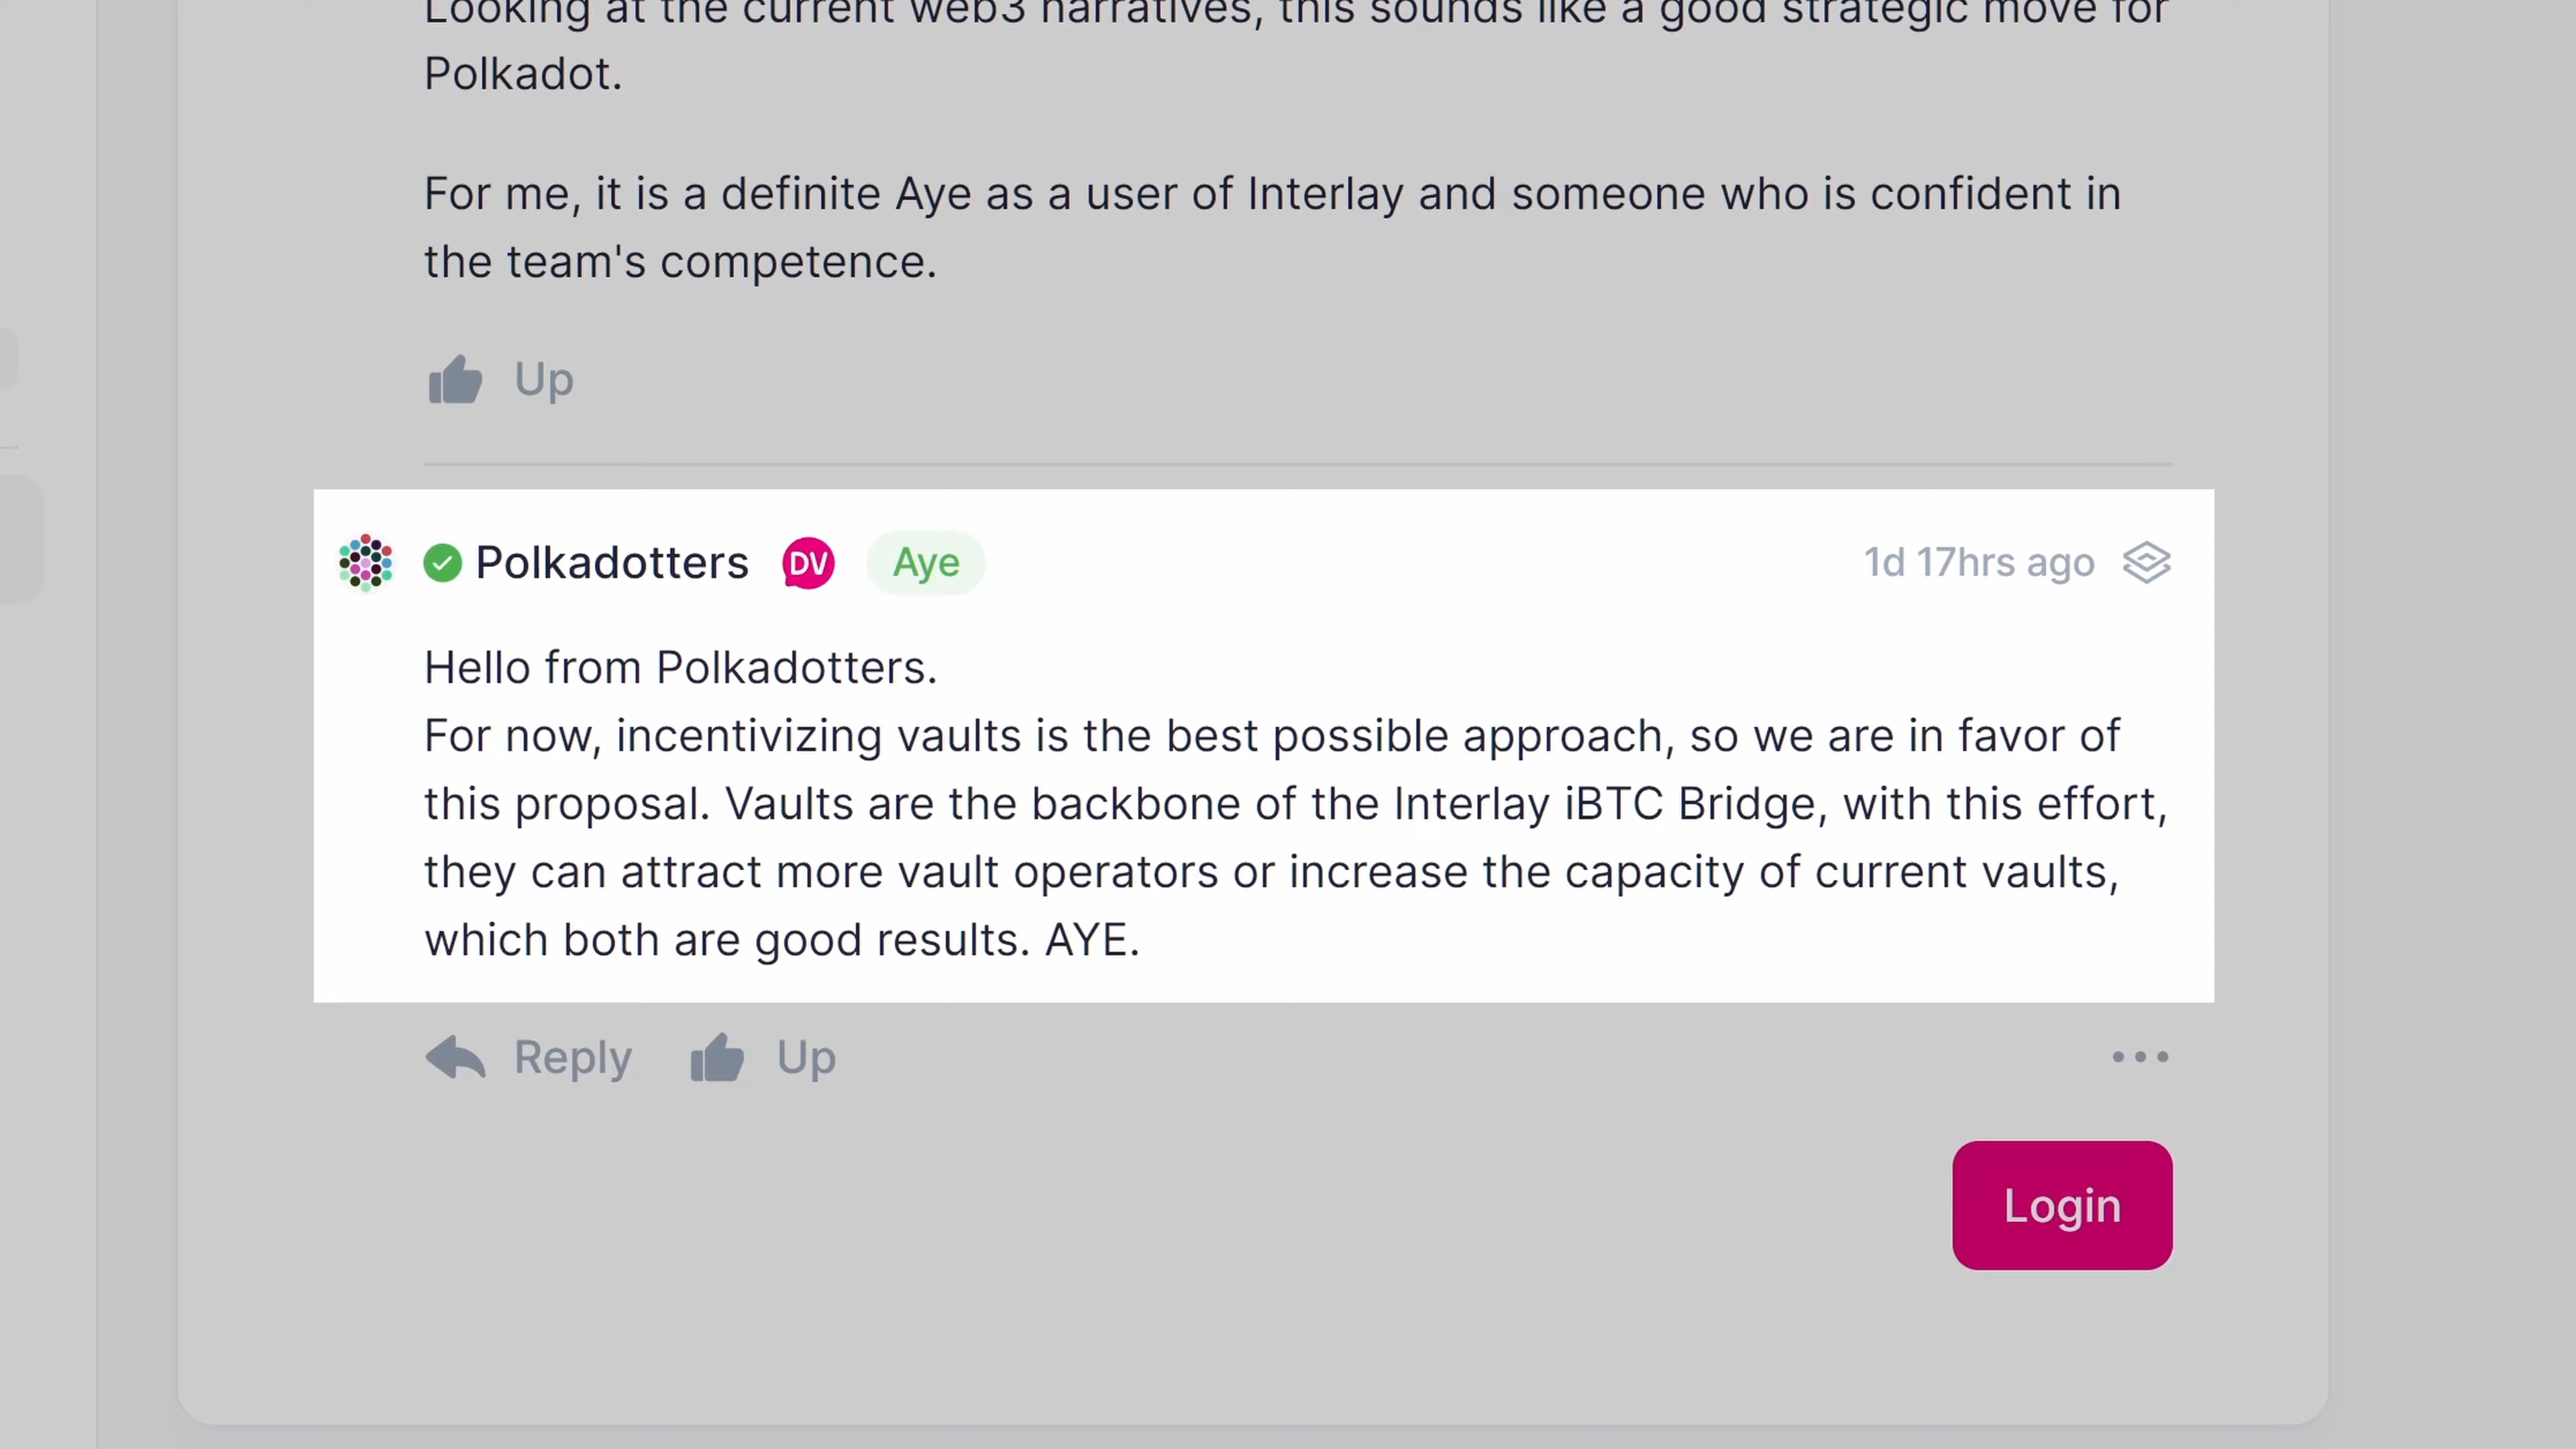 Looking at the current web3 narratives, this sounds like a good strategic move for
Polkadot.
For me, it is a definite Aye as a user of Interlay and someone who is confident in
the team's competence.
Up
Polkadotters DV Aye 1d 17hrs ago
Hello from Polkadotters.
For now, incentivizing vaults is the best possible approach, so we are in favor of
this proposal. Vaults are the backbone of the Interlay iBTC Bridge, with this effort,
they can attract more vault operators or increase the capacity of current vaults,
which both are good results. AYE.
Reply Up
Login